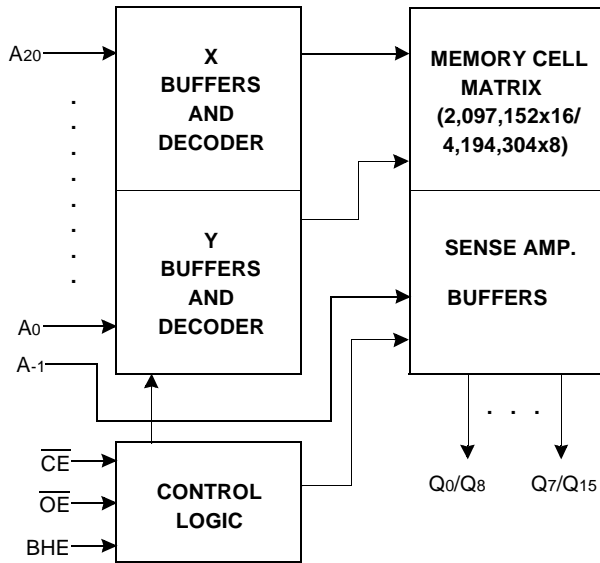 A20
X
BUFFERS
AND
DECODER
MEMORY CELL
MATRIX
(2,097,152x16/
4,194,304x8)
Y
BUFFERS
AND
DECODER
SENSE AMP.
BUFFERS
A0
A-1
CE
OE
BHE
CONTROL
LOGIC
Q0/Q8
Q7/Q15